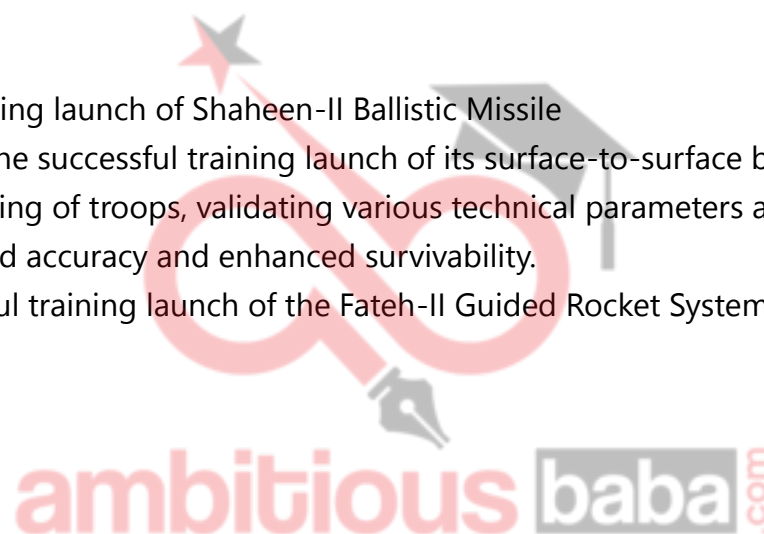 ing launch of Shaheen-II Ballistic Missile
he successful training launch of its surface-to-surface b
ing of troops, validating various technical parameters a
d accuracy and enhanced survivability.
ul training launch of the Fateh-II Guided Rocket System
ambitious baba.com